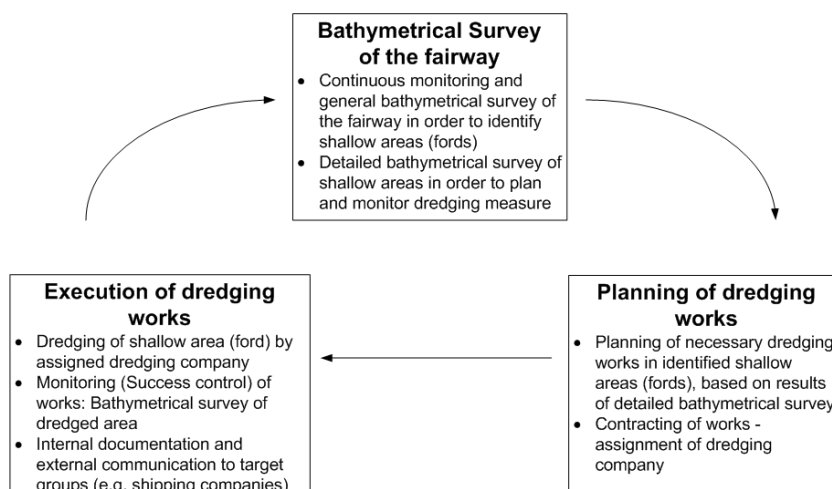 Bathymetrical Survey
of the fairway
• Continuous monitoring and
general bathymetrical survey of
the fairway in order to identify
shallow areas (fords)
• Detailed bathymetrical survey of
shallow areas in order to plan
and monitor dredging measure
Execution of dredging
works
• Dredging of shallow area (ford) by
assigned dredging company
• Monitoring (Success control) of
works: Bathymetrical survey of
dredged area
• Internal documentation and
external communication to target
groups (e.g. shipping companies)
Planning of dredging
works
• Planning of necessary dredging
works in identified shallow
areas (fords), based on results
of detailed bathymetrical survey
• Contracting of works -
assignment of dredging
company